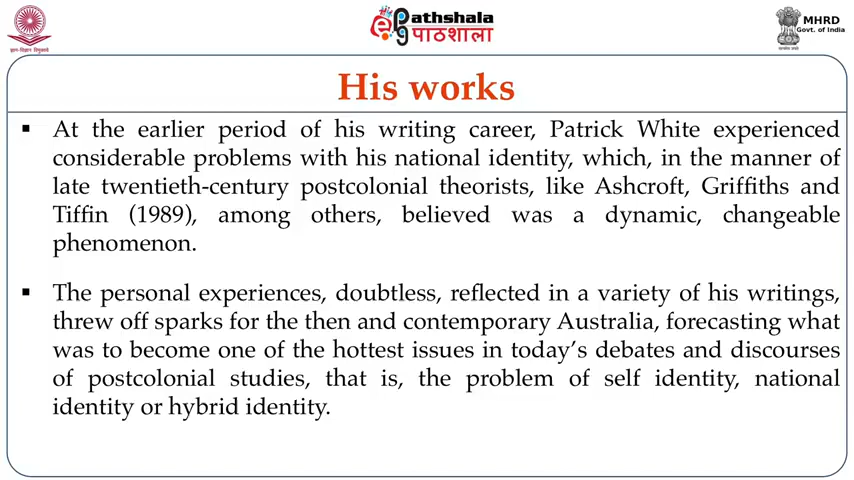 ePathshala
पाठशाला
MHRD
Govt. of India
His works
▪ At the earlier period of his writing career, Patrick White experienced
considerable problems with his national identity, which, in the manner of
late twentieth-century postcolonial theorists, like Ashcroft, Griffiths and
Tiffin (1989), among others, believed was a dynamic, changeable
phenomenon.
▪ The personal experiences, doubtless, reflected in a variety of his writings,
threw off sparks for the then and contemporary Australia, forecasting what
was to become one of the hottest issues in today’s debates and discourses
of postcolonial studies, that is, the problem of self identity, national
identity or hybrid identity.